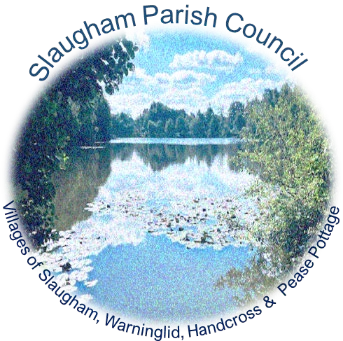 Slaugham Parish Council
Villages of Slaugham, Warninglid, Handcross & Pease Pottage